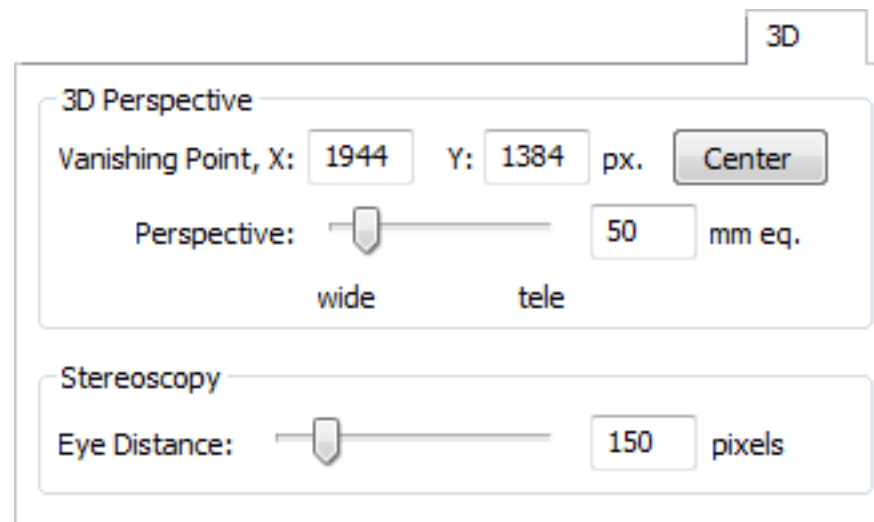 3D
3D Perspective
Vanishing Point, X: 1944 Y: 1384 px. Center
Perspective: 50 mm eq.
wide tele
Stereoscopy
Eye Distance: 150 pixels